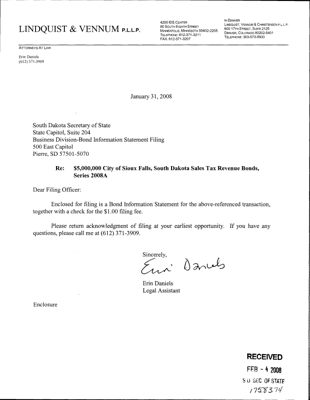 LINDQUIST & VENNUM P.L.L.P.
4200 IDS CENTER
80 SOUTH EIGHTH STREET
MINNEAPOLIS, MINNESOTA 55402-2205
TELEPHONE: 612-371-3211
FAX: 612-371-3207
IN DENVER:
LINDQUIST, VENNUM & CHRISTENSEN P.L.L.P.
600 17TH STREET, SUITE 2125
DENVER, COLORADO 80202-5401
TELEPHONE: 303-573-5900
ATTORNEYS AT LAW
Erin Daniels
(612) 371-3909
January 31, 2008
South Dakota Secretary of State
State Capitol, Suite 204
Business Division-Bond Information Statement Filing
500 East Capitol
Pierre, SD 57501-5070
Re: $5,000,000 City of Sioux Falls, South Dakota Sales Tax Revenue Bonds,
Series 2008A
Dear Filing Officer:
Enclosed for filing is a Bond Information Statement for the above-referenced transaction,
together with a check for the $1.00 filing fee.
Please return acknowledgment of filing at your earliest opportunity. If you have any
questions, please call me at (612) 371-3909.
Sincerely,
Erin Daniels
Erin Daniels
Legal Assistant
Enclosure
RECEIVED
FEB - 4 2008
S.D. SEC OF STATE
1758374